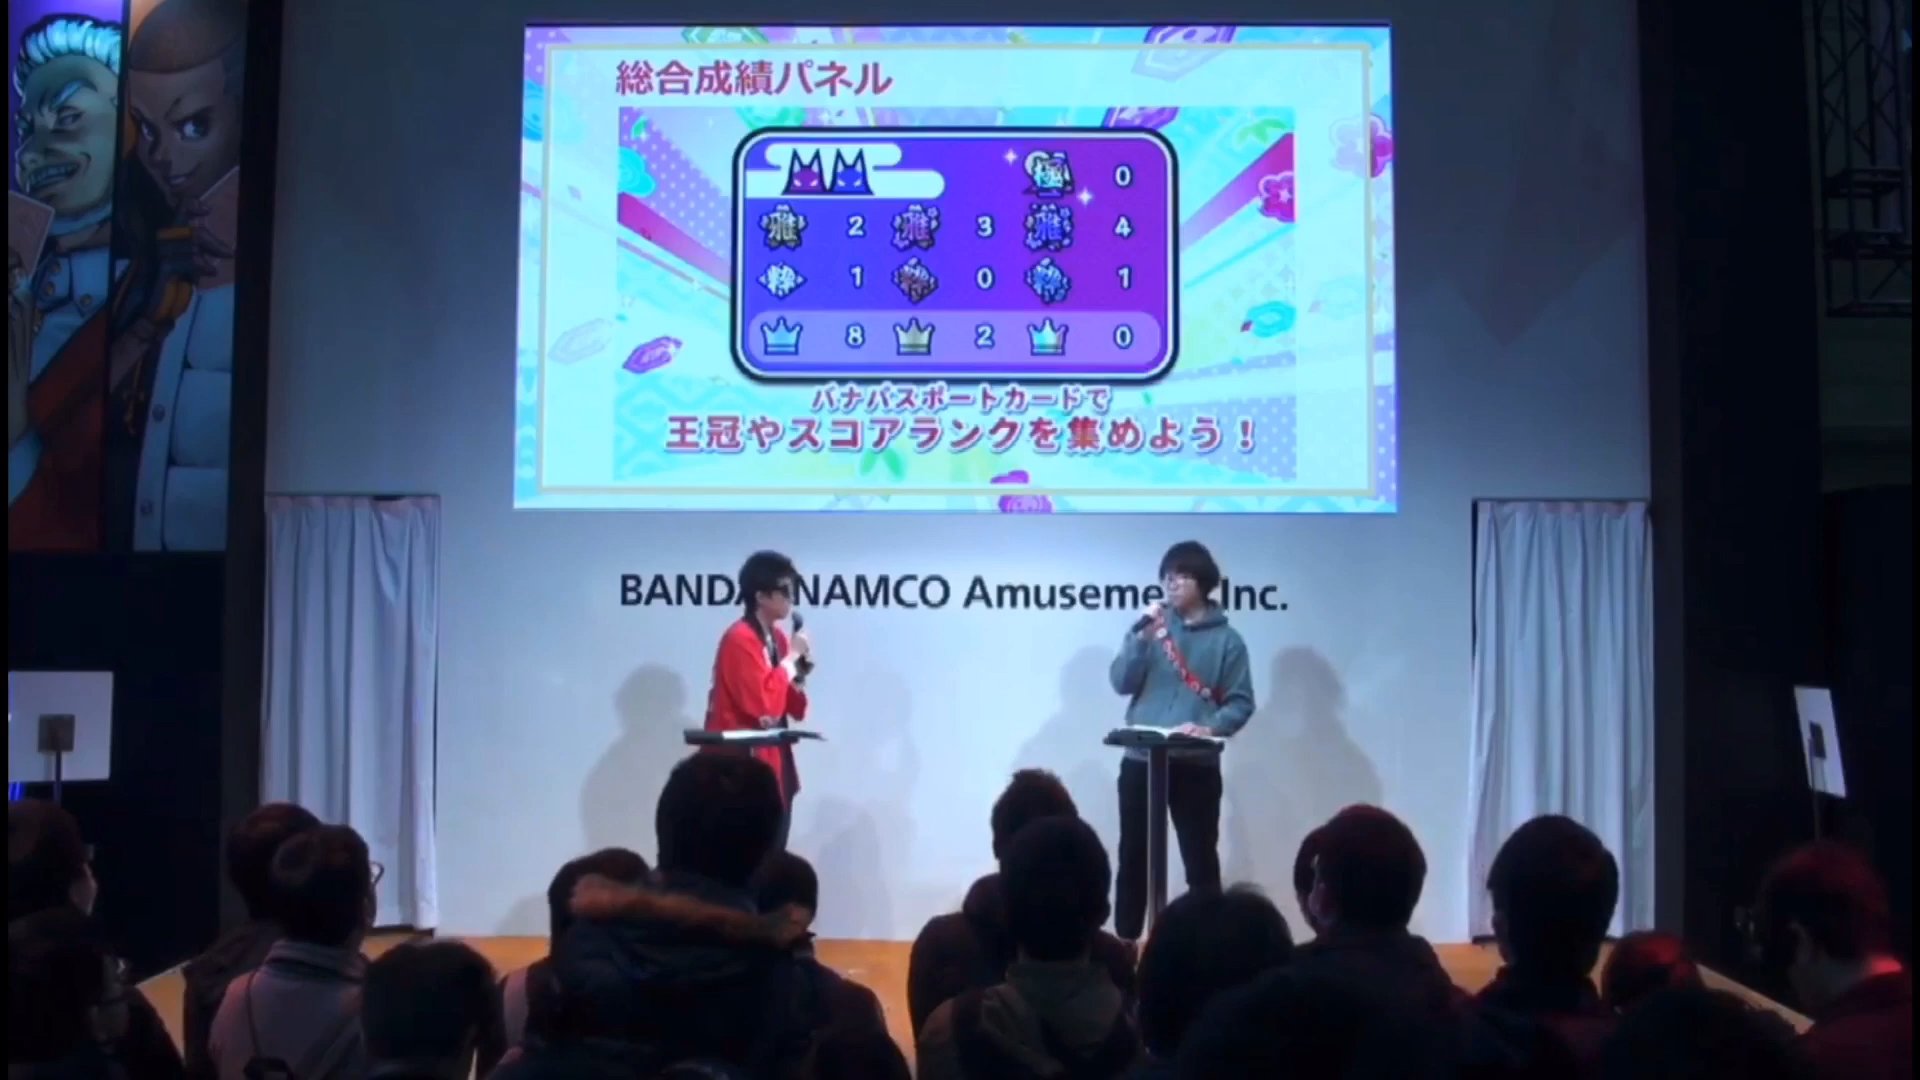 総合成績パネル
極 0
雅 2 雅 3 雅 4
粋 1 粋 0 粋 1
8 2 0
バナパスポートカードで
王冠やスコアランクを集めよう!
BANDA NAMCO Amuseme Inc.